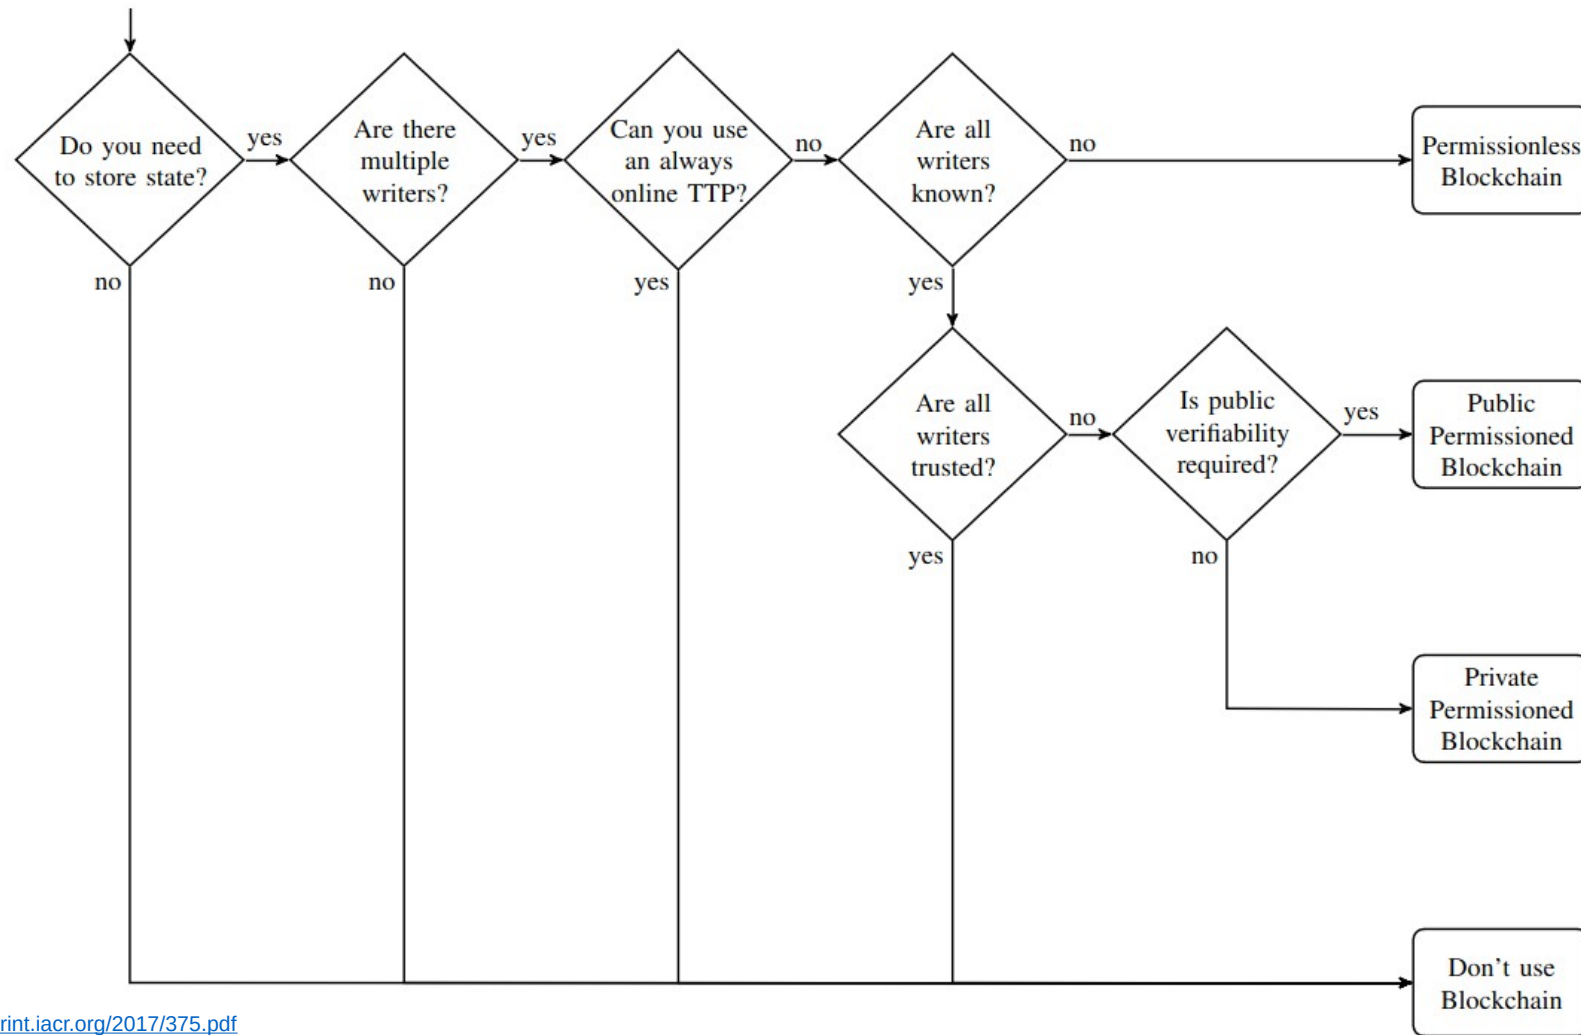 Do you need
to store state?
yes
no
Are there
multiple
writers?
yes
no
Can you use
an always
online TTP?
no
yes
Are all
writers
known?
no
yes
Permissionless
Blockchain
Are all
writers
trusted?
no
yes
Is public
verifiability
required?
yes
no
Public
Permissioned
Blockchain
Private
Permissioned
Blockchain
Don't use
Blockchain
rint.iacr.org/2017/375.pdf